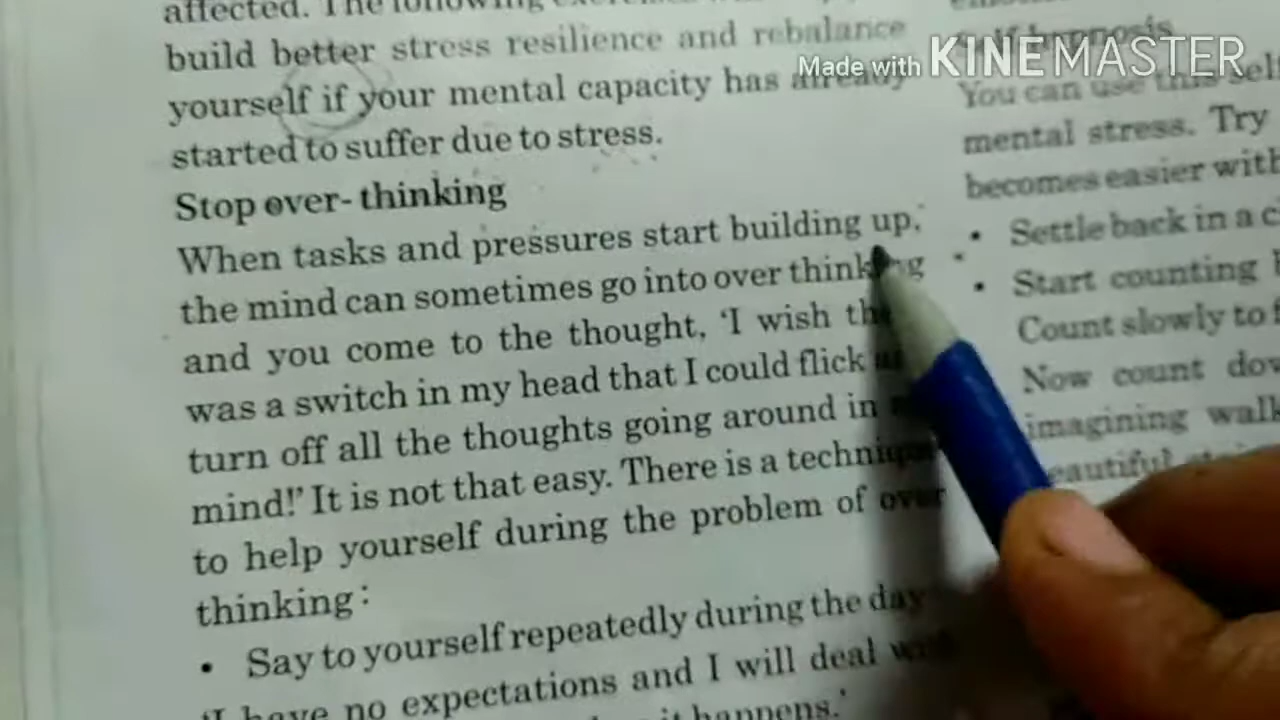 affected. The following
build better stress resilience and rebalance
yourself if your mental capacity has already
started to suffer due to stress.
Stop over- thinking
When tasks and pressures start building up,
the mind can sometimes go into over thinking
and you come to the thought, 'I wish
was a switch in my head that I could flick
turn off all the thoughts going around in
mind!' It is not that easy. There is a technique
to help yourself during the problem of over
thinking :
• Say to yourself repeatedly during the day
'I have no expectations and I will deal
it happens.'
Made with KINEMASTER
You can use this self
mental stress. Try
becomes easier with
• Settle back in a
• Start counting
Count slowly to
Now count
imagining